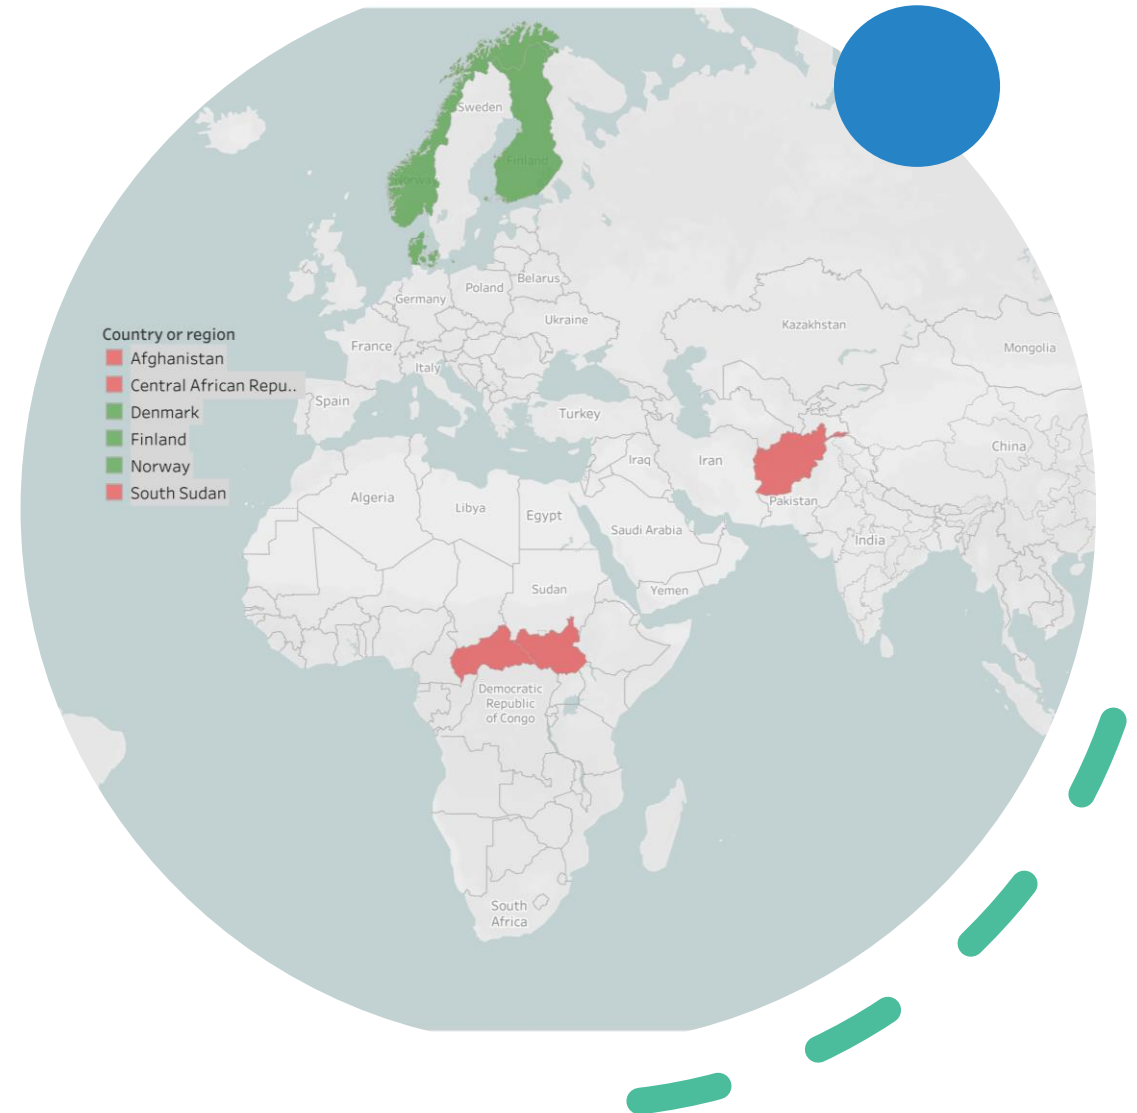 Sweden
Finland
Norway
Belarus
Poland
Germany
Ukraine
Kazakhstan
France
Mongolia
Italy
Country or region
Afghanistan
Central African Repu..
Denmark
Finland
Norway
South Sudan
Spain
Turkey
Iraq
Iran
China
Pakistan
Algeria
Libya
Egypt
Saudi Arabia
India
Sudan
Yemen
Democratic
Republic
of Congo
South
Africa